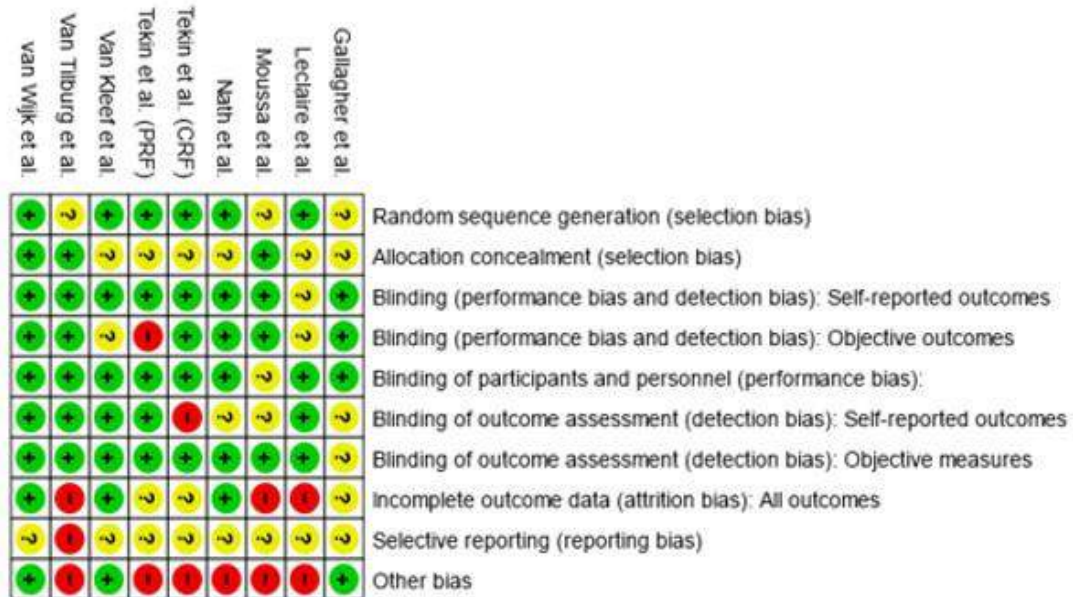 van Wijk et al.
Van Tilburg et al.
Van Kleef et al.
Tekin et al. (PRF)
Tekin et al. (CRF)
Nath et al.
Moussa et al.
Leclaire et al.
Gallagher et al.
+ ? + + + + ? + ? Random sequence generation (selection bias)
+ + ? ? ? ? + ? ? Allocation concealment (selection bias)
+ + + + + + + ? + Blinding (performance bias and detection bias): Self-reported outcomes
+ + ? - + + + ? + Blinding (performance bias and detection bias): Objective outcomes
+ + + + + + ? + + Blinding of participants and personnel (performance bias):
+ + + + - ? ? + ? Blinding of outcome assessment (detection bias): Self-reported outcomes
+ + + + + + + + ? Blinding of outcome assessment (detection bias): Objective measures
+ - + ? ? + - - ? Incomplete outcome data (attrition bias): All outcomes
? - ? ? ? ? ? ? ? Selective reporting (reporting bias)
+ - + - - - - - + Other bias